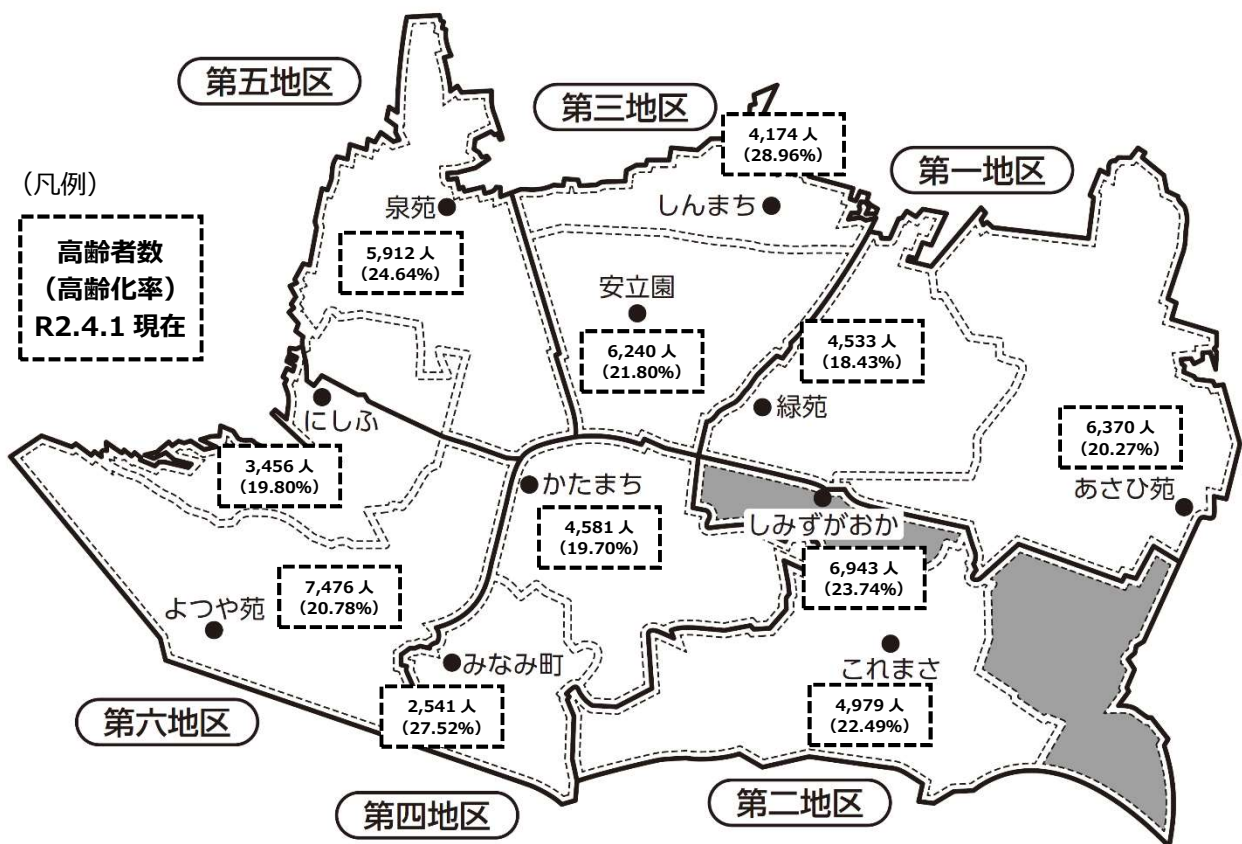 第五地区
第三地区
4,174 人
（28.96%）
第一地区
（凡例）
高齢者数
（高齢化率）
R2.4.1 現在
泉苑
5,912 人
（24.64%）
しんまち
安立園
6,240 人
（21.80%）
4,533 人
（18.43%）
緑苑
6,370 人
（20.27%）
あさひ苑
にしふ
3,456 人
（19.80%）
かたまち
4,581 人
（19.70%）
しみずがおか
6,943 人
（23.74%）
7,476 人
（20.78%）
よつや苑
みなみ町
2,541 人
（27.52%）
これまさ
4,979 人
（22.49%）
第六地区
第四地区
第二地区